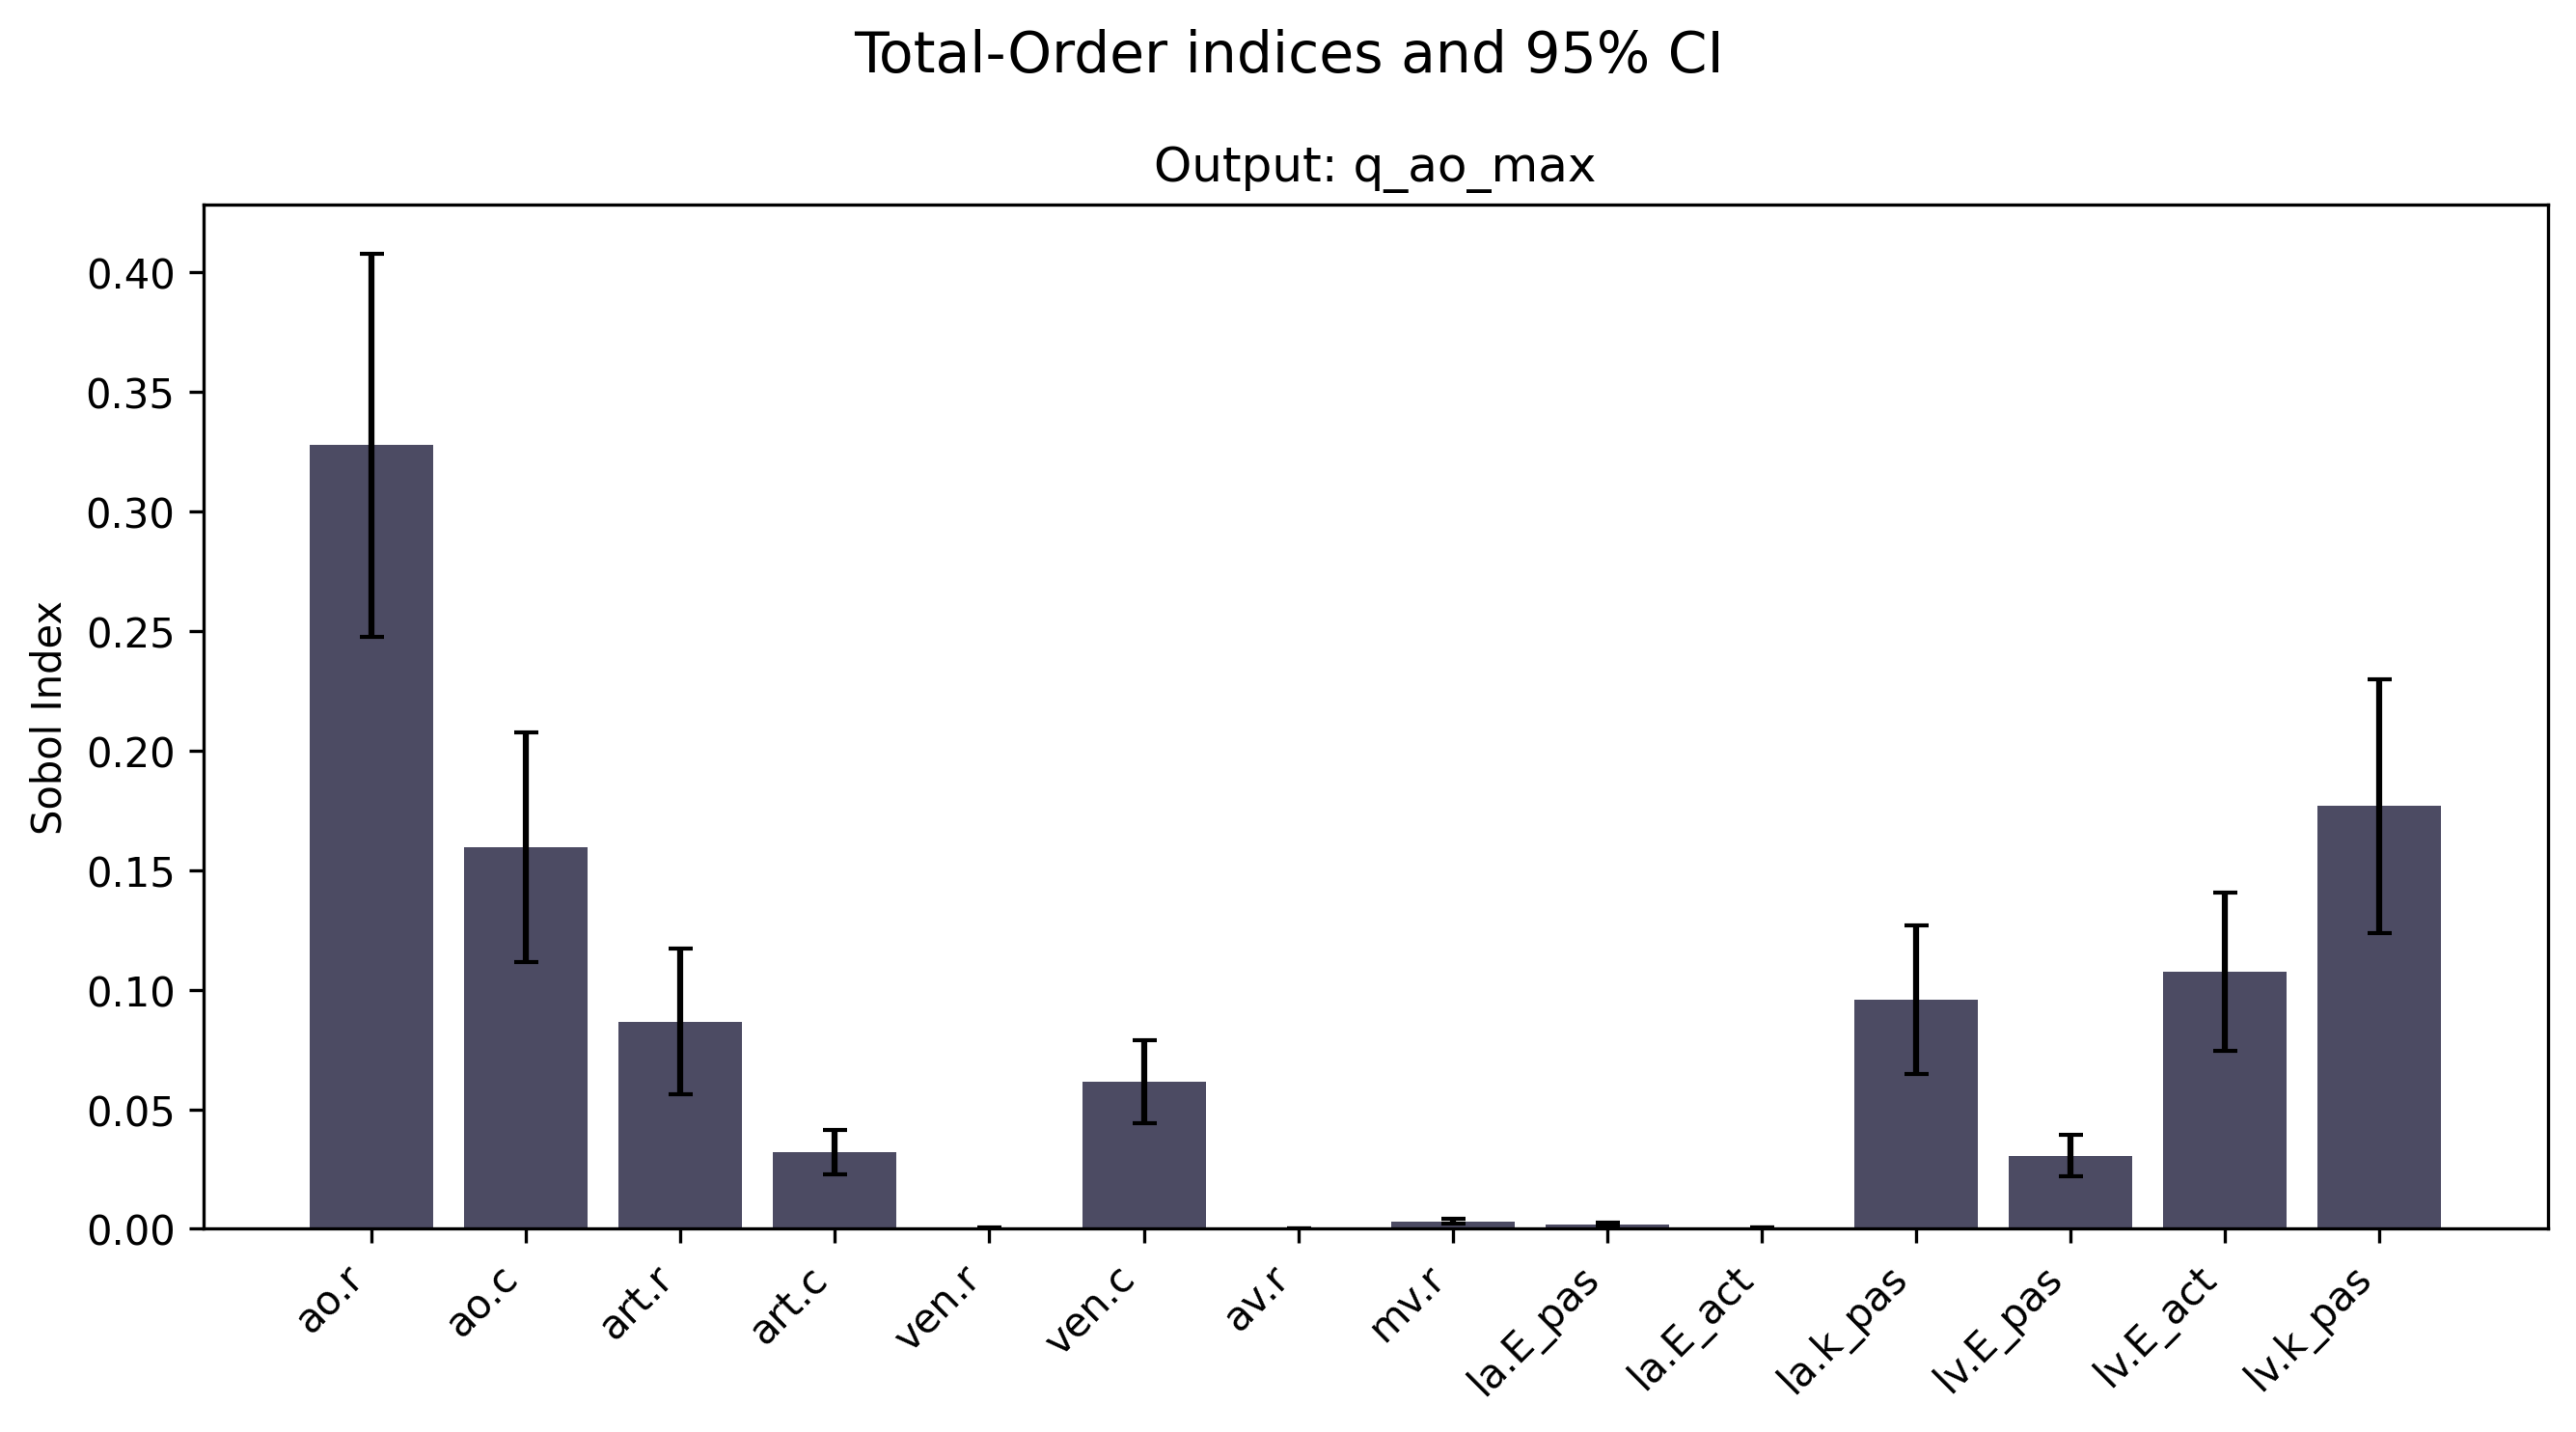 Total-Order indices and 95% CI
Output: q_ao_max
Sobol Index
0.40
0.35
0.30
0.25
0.20
0.15
0.10
0.05
0.00
ao.r
ao.c
art.r
art.c
ven.r
ven.c
av.r
mv.r
la.E_pas
la.E_act
la.k_pas
lv.E_pas
lv.E_act
lv.k_pas